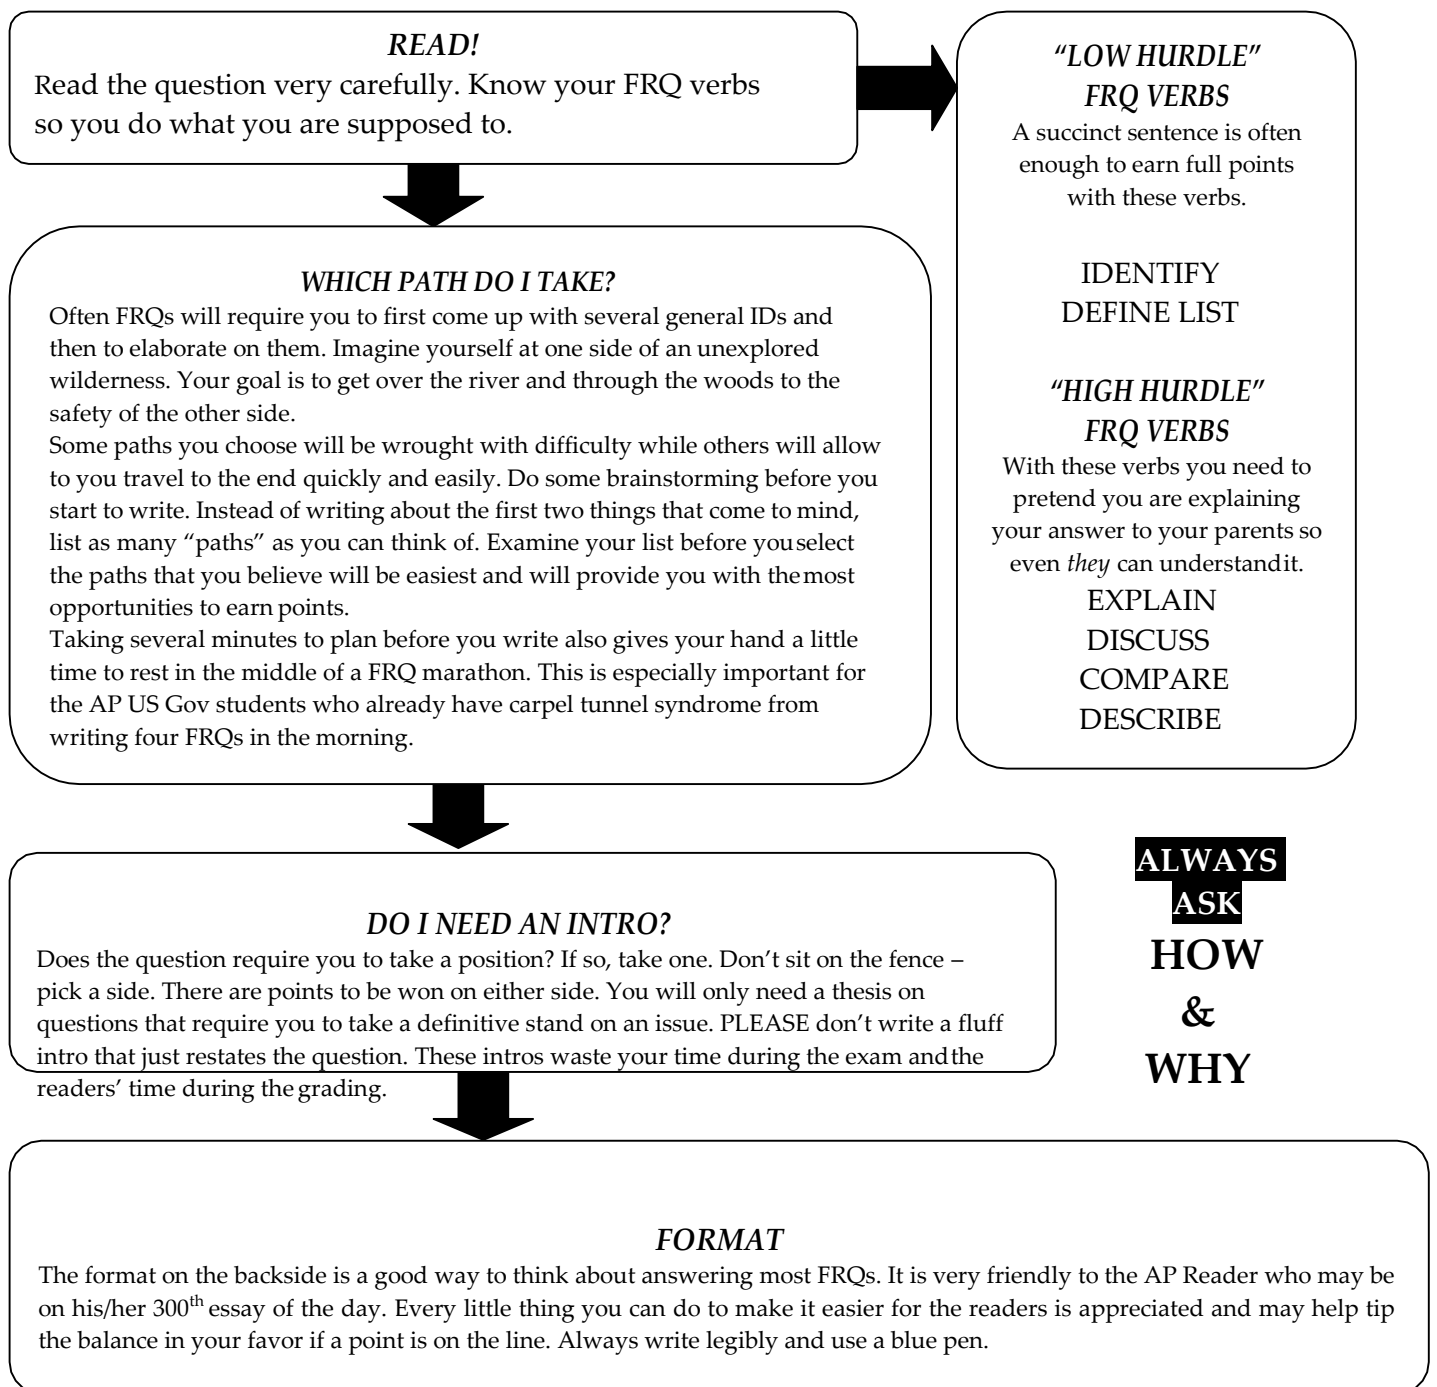 READ!
Read the question very carefully. Know your FRQ verbs
so you do what you are supposed to.
“LOW HURDLE”
FRQ VERBS
A succinct sentence is often
enough to earn full points
with these verbs.
IDENTIFY
DEFINE LIST
“HIGH HURDLE”
FRQ VERBS
With these verbs you need to
pretend you are explaining
your answer to your parents so
even they can understandit.
EXPLAIN
DISCUSS
COMPARE
DESCRIBE
WHICH PATH DO I TAKE?
Often FRQs will require you to first come up with several general IDs and
then to elaborate on them. Imagine yourself at one side of an unexplored
wilderness. Your goal is to get over the river and through the woods to the
safety of the other side.
Some paths you choose will be wrought with difficulty while others will allow
to you travel to the end quickly and easily. Do some brainstorming before you
start to write. Instead of writing about the first two things that come to mind,
list as many “paths” as you can think of. Examine your list before youselect
the paths that you believe will be easiest and will provide you with themost
opportunities to earn points.
Taking several minutes to plan before you write also gives your hand a little
time to rest in the middle of a FRQ marathon. This is especially important for
the AP US Gov students who already have carpel tunnel syndrome from
writing four FRQs in the morning.
DO I NEED AN INTRO?
Does the question require you to take a position? If so, take one. Don’t sit on the fence –
pick a side. There are points to be won on either side. You will only need a thesis on
questions that require you to take a definitive stand on an issue. PLEASE don’t write a fluff
intro that just restates the question. These intros waste your time during the exam andthe
readers’ time during thegrading.
ALWAYS
ASK
HOW
&
WHY
FORMAT
The format on the backside is a good way to think about answering most FRQs. It is very friendly to the AP Reader who may be
on his/her 300th essay of the day. Every little thing you can do to make it easier for the readers is appreciated and may help tip
the balance in your favor if a point is on the line. Always write legibly and use a blue pen.